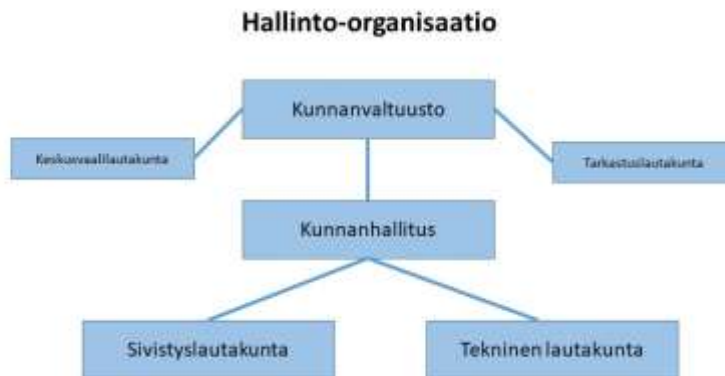 Hallinto-organisaatio
Kunnanvaltuusto
Keskusvaalilautakunta
Tarkastuslautakunta
Kunnanhallitus
Sivistyslautakunta
Tekninen lautakunta